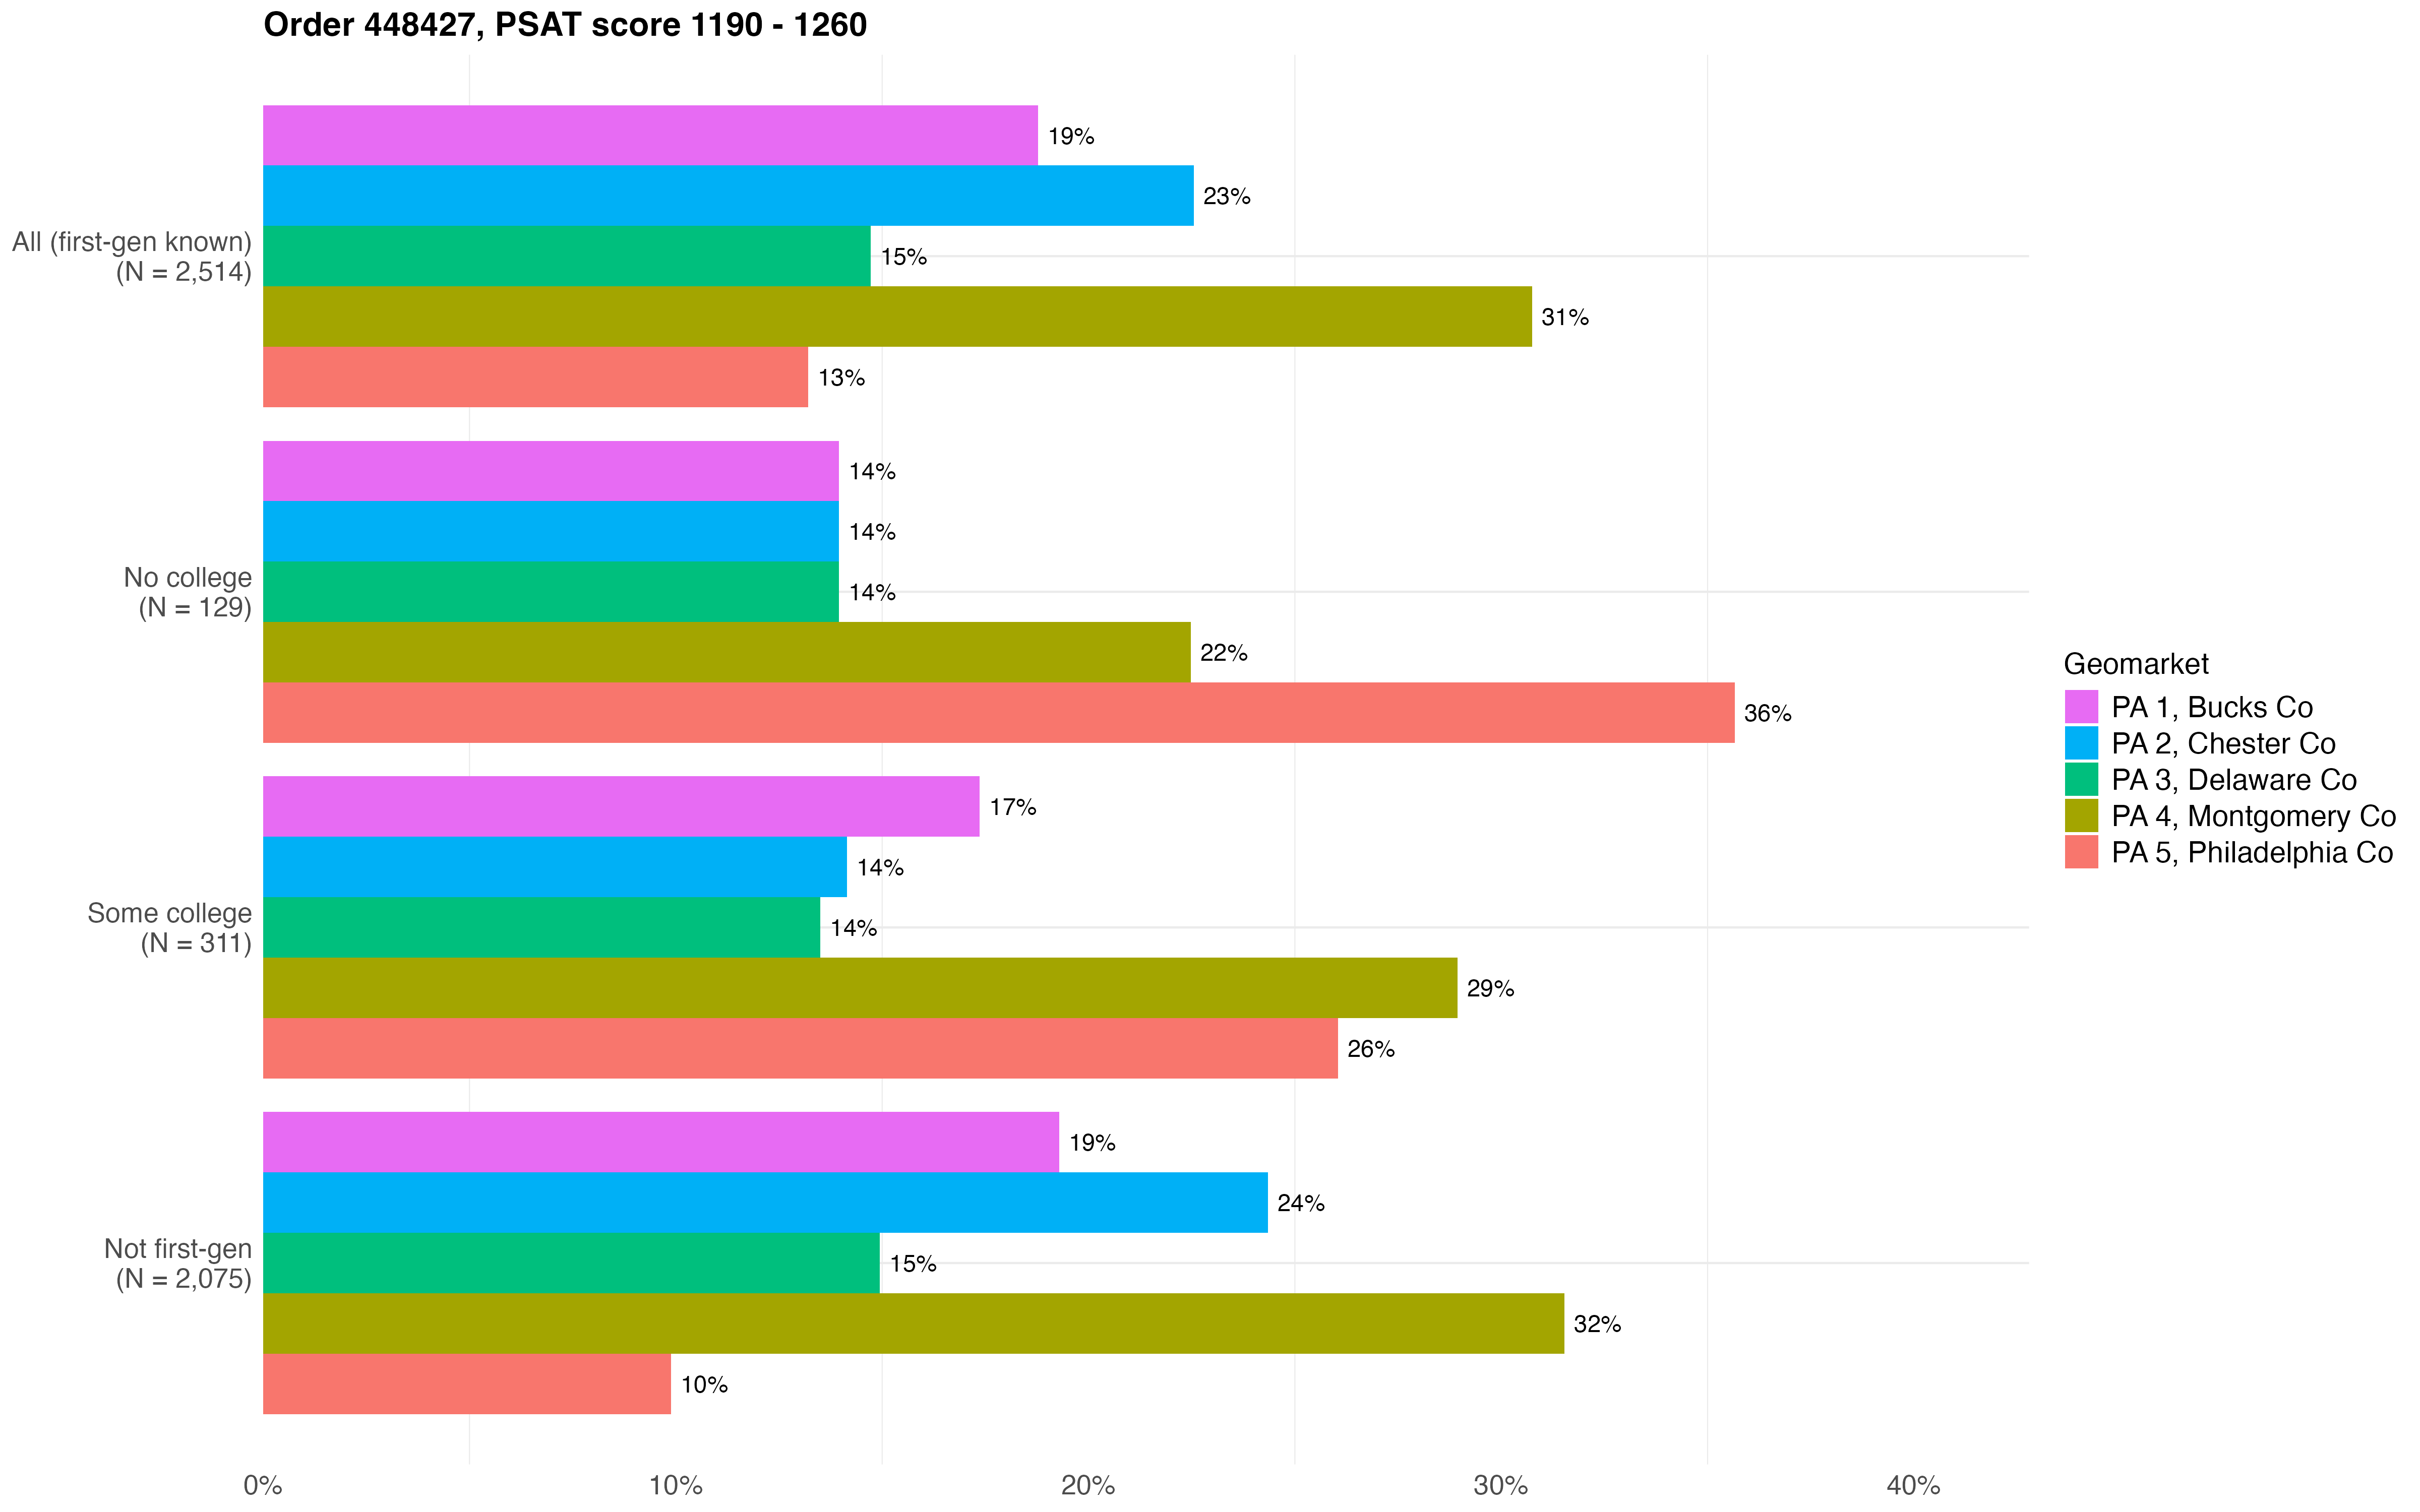 Order 448427, PSAT score 1190 - 1260
All (first-gen known)
(N = 2,514)
19%
23%
15%
31%
13%
No college
(N = 129)
14%
14%
14%
22%
36%
Some college
(N = 311)
17%
14%
14%
29%
26%
Not first-gen
(N = 2,075)
19%
24%
15%
32%
10%
0%
10%
20%
30%
40%
Geomarket
PA 1, Bucks Co
PA 2, Chester Co
PA 3, Delaware Co
PA 4, Montgomery Co
PA 5, Philadelphia Co